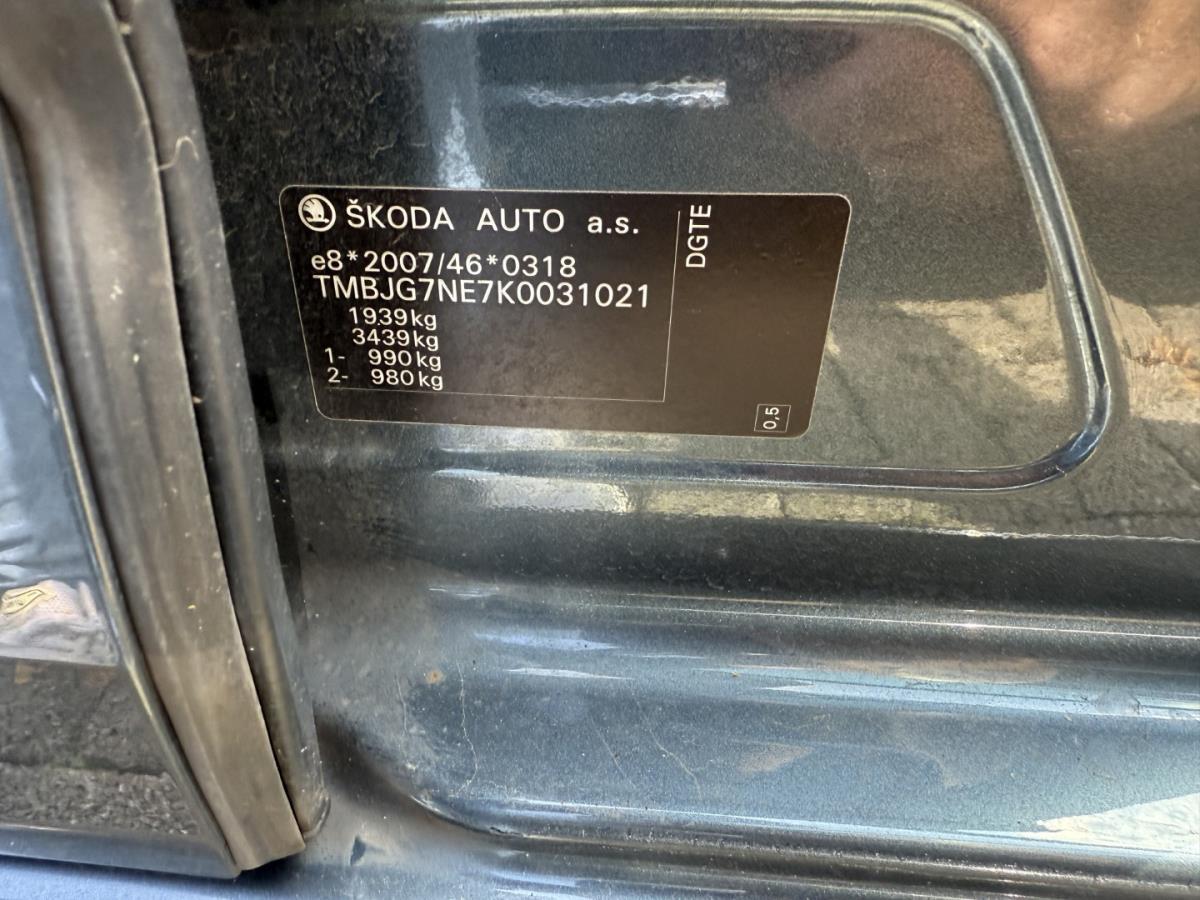 ŠKODA AUTO a.s.
e8*2007/46*0318
TMBJG7NE7K0031021
1939kg
3439kg
1- 990kg
2- 980kg
DGTE
0,5